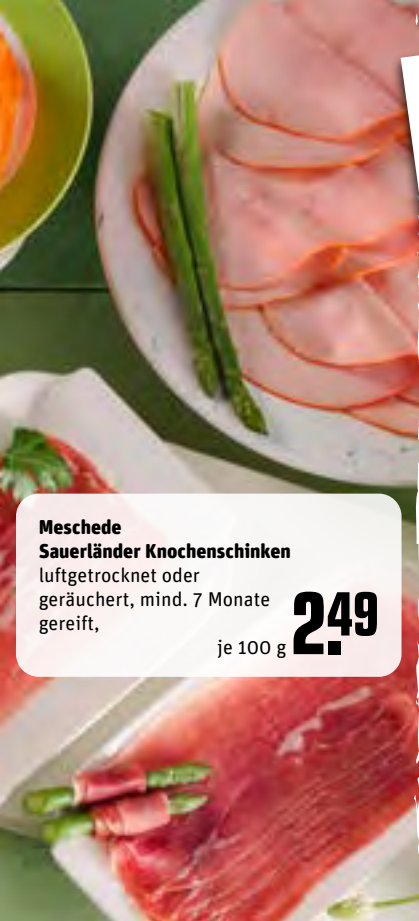 Meschede
Sauerländer Knochenschinken
luftgetrocknet oder
geräuchert, mind. 7 Monate
gereift,
je 100 g 2.49